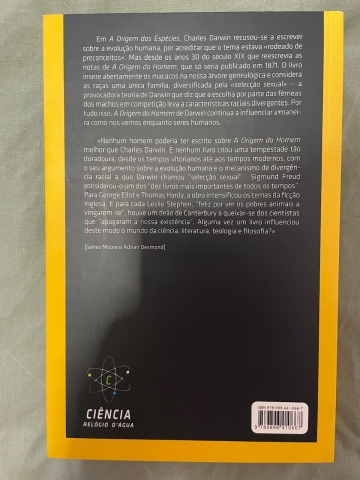 Em A Origem das Espécies, Charles Darwin recusou-se a escrever
sobre a evolução humana, por acreditar que o tema estava «rodeado de
preconceitos». Mas desde os anos 30 do século XIX que reescrevia as
notas de A Origem do Homem, que só seria publicado em 1871. O livro
insere abertamente os macacos na nossa árvore genealógica e considera
as raças uma única família, diversificada pela «selecção sexual» — a
provocadora teoria de Darwin que diz que a escolha por parte das fêmeas
dos machos em competição leva a características raciais divergentes. Por
tudo isso, A Origem do Homem de Darwin continua a influenciar a manei-
ra como nos vemos enquanto seres humanos.
«Nenhum homem poderia ter escrito sobre A Origem do Homem
melhor que Charles Darwin. E nenhum livro criou uma tempestade tão
duradoura, desde os tempos vitorianos até aos tempos modernos, com
o seu argumento sobre a evolução humana e o mecanismo de divergên-
cia racial a que Darwin chamou "selecção sexual". Sigmund Freud
considerou-o um dos "dez livros mais importantes de todos os tempos".
Para George Eliot e Thomas Hardy, a obra intensificou os temas da ficção
inglesa. E para cada Leslie Stephen, "feliz por ver os pobres animais a
vingarem-se", houve um deão de Canterbury a queixar-se dos cientistas
que "apagaram a nossa existência". Alguma vez um livro influenciou
deste modo o mundo da ciência, literatura, teologia e filosofia?»
[James Moore e Adrian Desmond]
C
CIÊNCIA
RELÓGIO D'ÁGUA